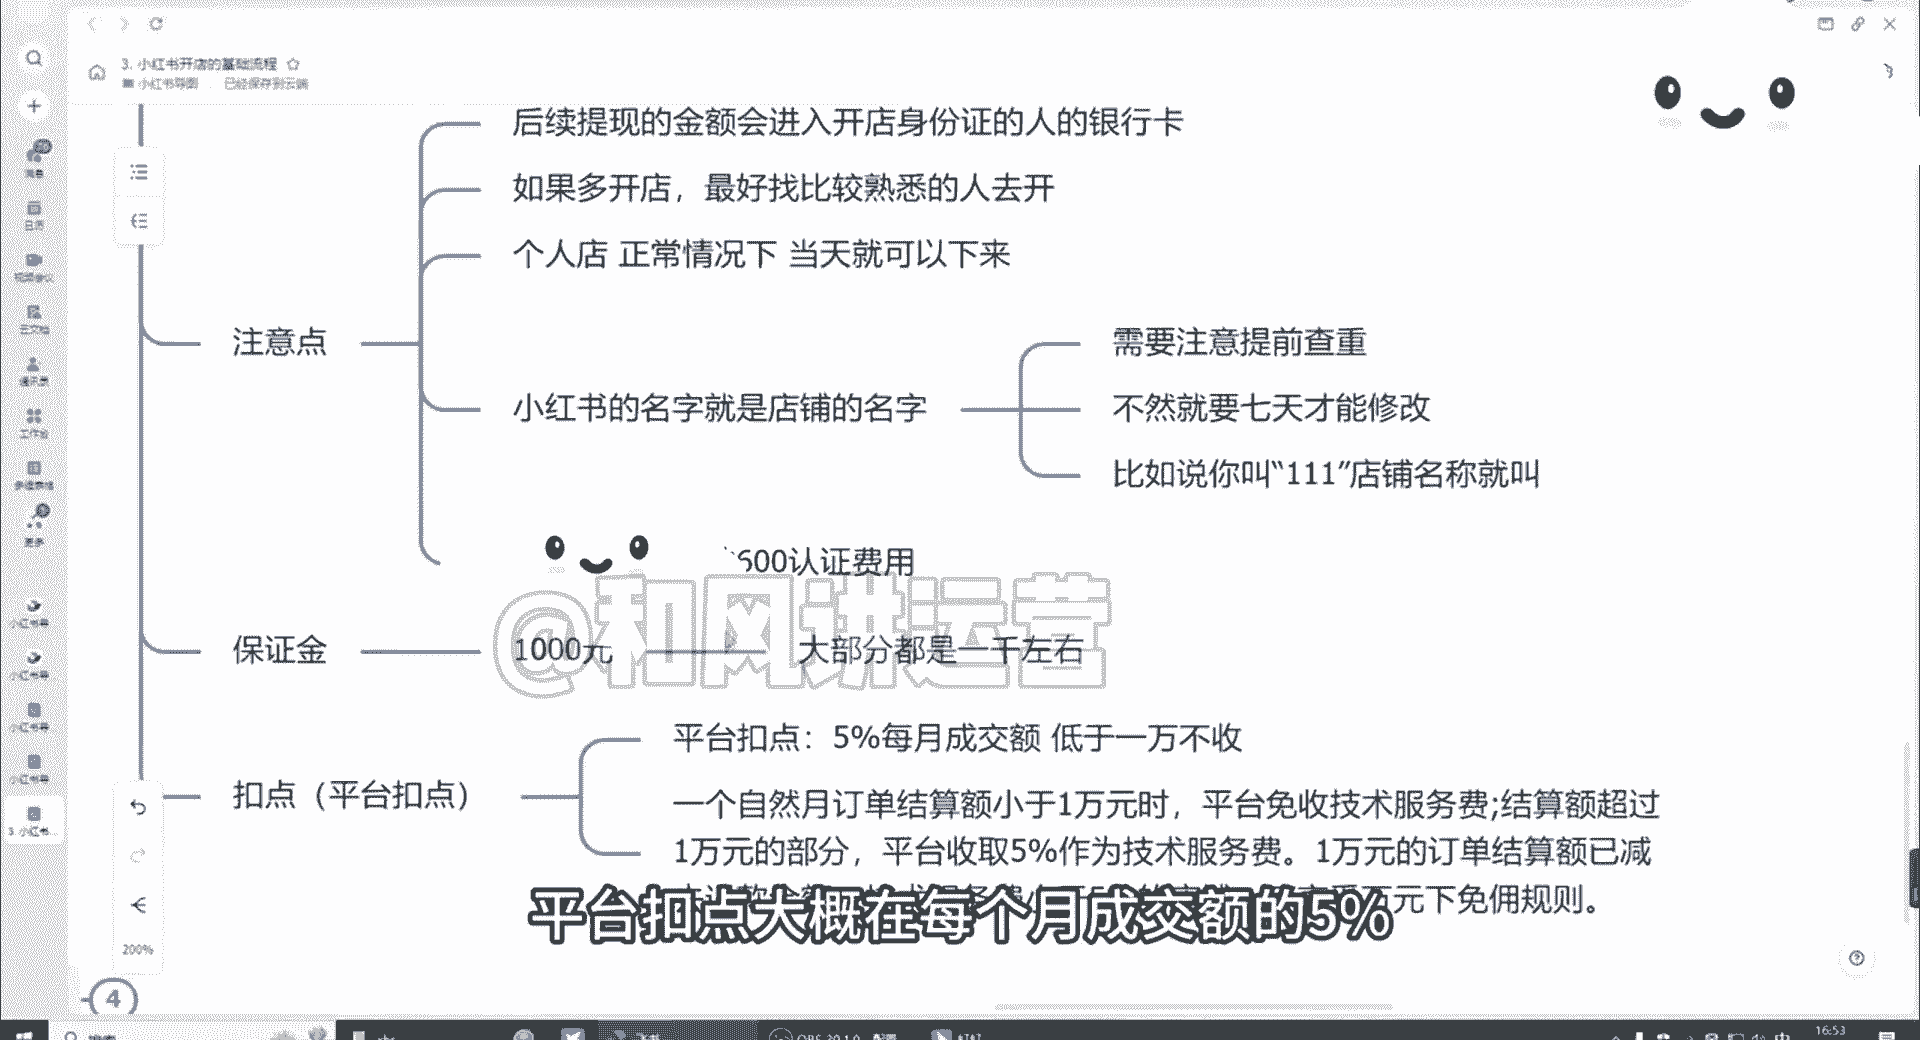 3. 小红书开店的基础流程
小红书导图 已经保存到云端
后续提现的金额会进入开店身份证的人的银行卡
如果多开店，最好找比较熟悉的人去开
个人店 正常情况下 当天就可以下来
注意点
小红书的名字就是店铺的名字
需要注意提前查重
不然就要七天才能修改
比如说你叫“111”店铺名称就叫
600认证费用
@和风讲运营
保证金
1000元
大部分都是一千左右
扣点（平台扣点）
平台扣点：5%每月成交额 低于一万不收
一个自然月订单结算额小于1万元时，平台免收技术服务费;结算额超过
1万元的部分，平台收取5%作为技术服务费。1万元的订单结算额已减
万元下免佣规则。
平台扣点大概在每个月成交额的5%
200%
4
3. 小红书...
16:53